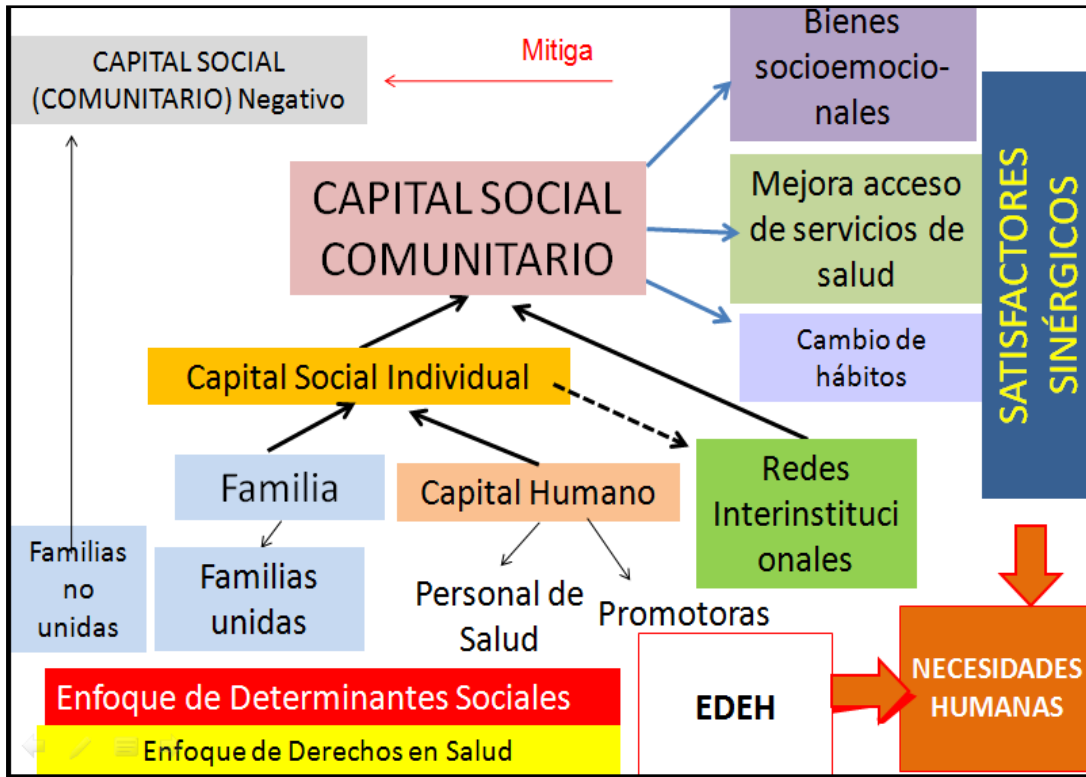 CAPITAL SOCIAL
(COMUNITARIO) Negativo
Mitiga
Bienes
socioemocio-
nales
CAPITAL SOCIAL
COMUNITARIO
Mejora acceso
de servicios de
salud
Cambio de
hábitos
SATISFACTORES
SINÉRGICOS
Capital Social Individual
Familia
Capital Humano
Redes
Interinstituci
onales
Familias
no
unidas
Familias
unidas
Personal de
Salud
Promotoras
EDEH
NECESIDADES
HUMANAS
Enfoque de Determinantes Sociales
Enfoque de Derechos en Salud